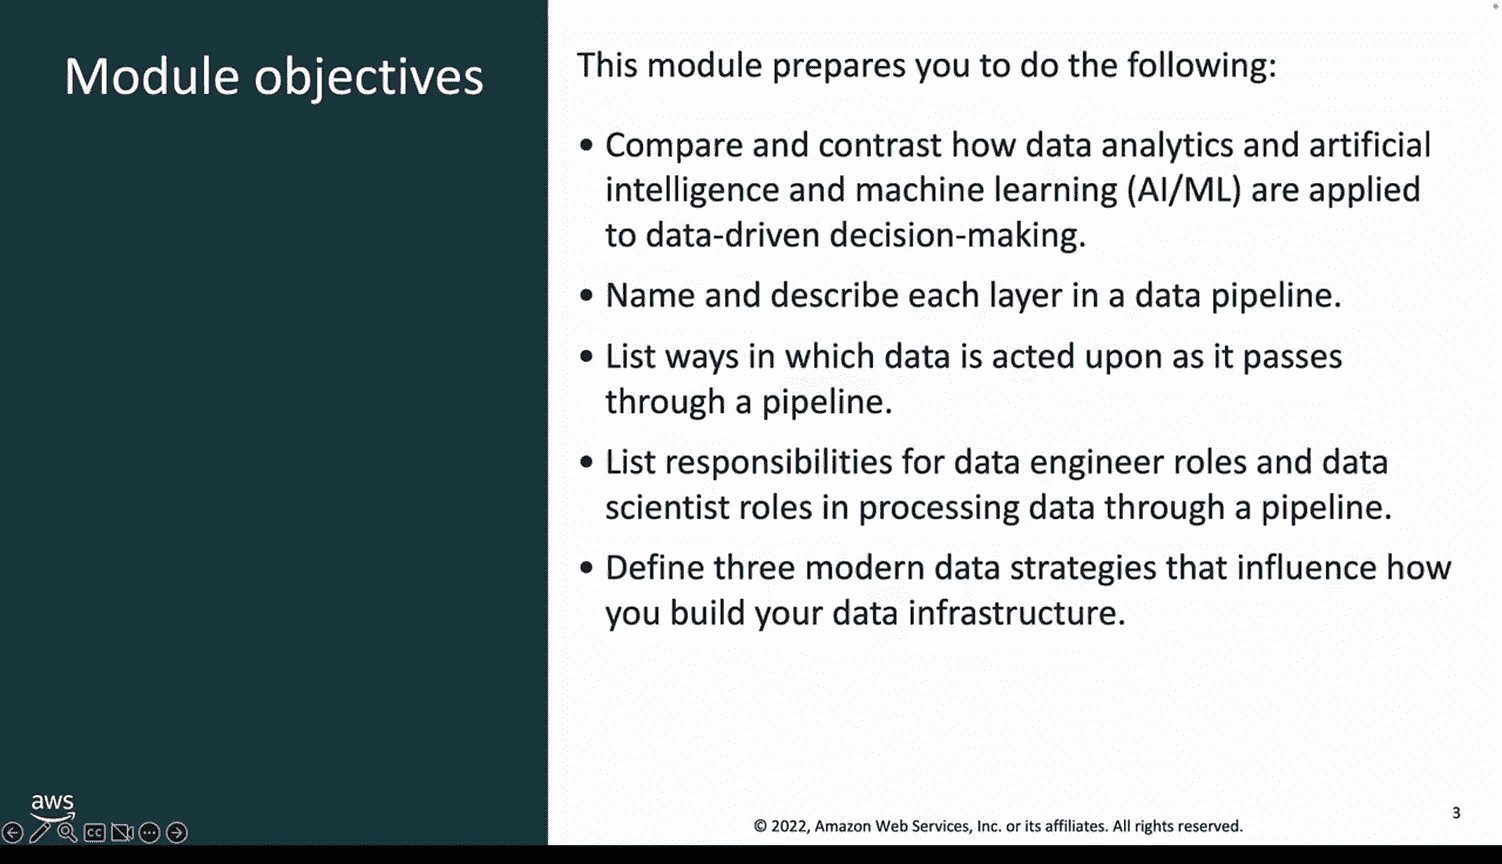 Module objectives
This module prepares you to do the following:
• Compare and contrast how data analytics and artificial
intelligence and machine learning (AI/ML) are applied
to data-driven decision-making.
• Name and describe each layer in a data pipeline.
• List ways in which data is acted upon as it passes
through a pipeline.
• List responsibilities for data engineer roles and data
scientist roles in processing data through a pipeline.
• Define three modern data strategies that influence how
you build your data infrastructure.
aws
CC
© 2022, Amazon Web Services, Inc. or its affiliates. All rights reserved.
3